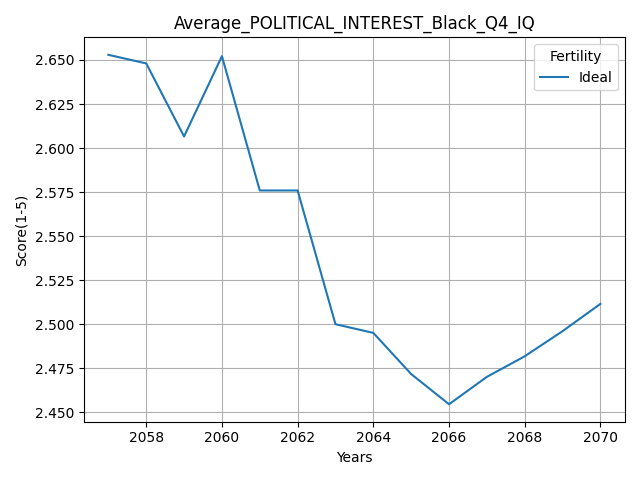 Average_POLITICAL_INTEREST_Black_Q4_IQ
Fertility
Ideal
Score(1-5)
2.650
2.625
2.600
2.575
2.550
2.525
2.500
2.475
2.450
2058 2060 2062 2064 2066 2068 2070
Years